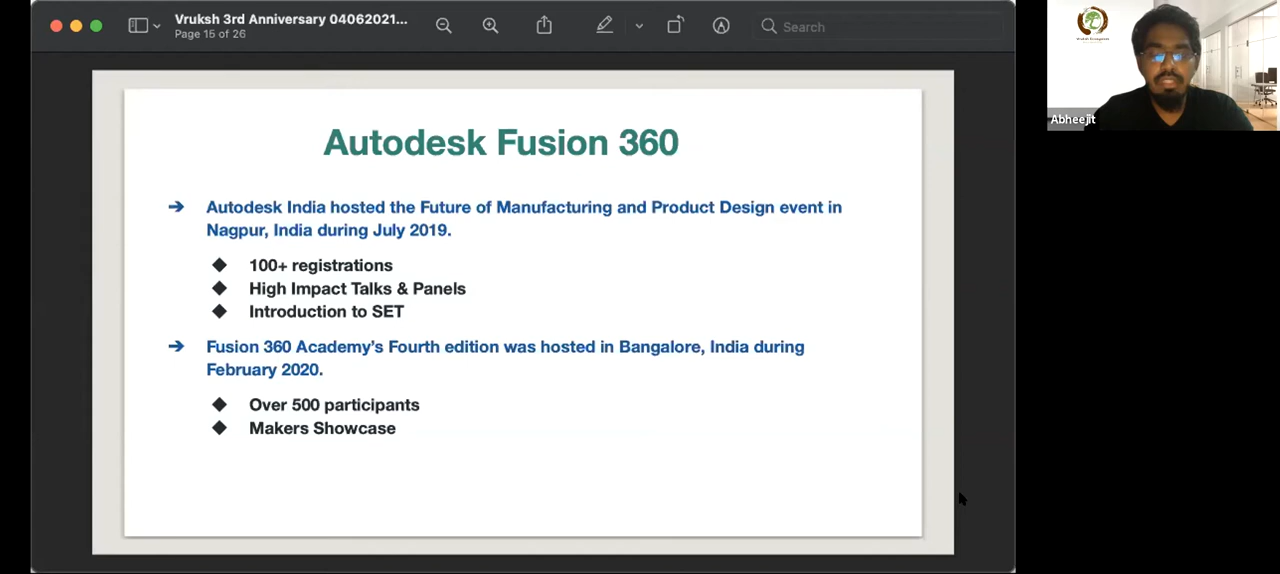 Vruksh 3rd Anniversary 04062021...
Page 15 of 26
Search
Autodesk Fusion 360
➔ Autodesk India hosted the Future of Manufacturing and Product Design event in
Nagpur, India during July 2019.
◆ 100+ registrations
◆ High Impact Talks & Panels
◆ Introduction to SET
➔ Fusion 360 Academy's Fourth edition was hosted in Bangalore, India during
February 2020.
◆ Over 500 participants
◆ Makers Showcase
Abheejit